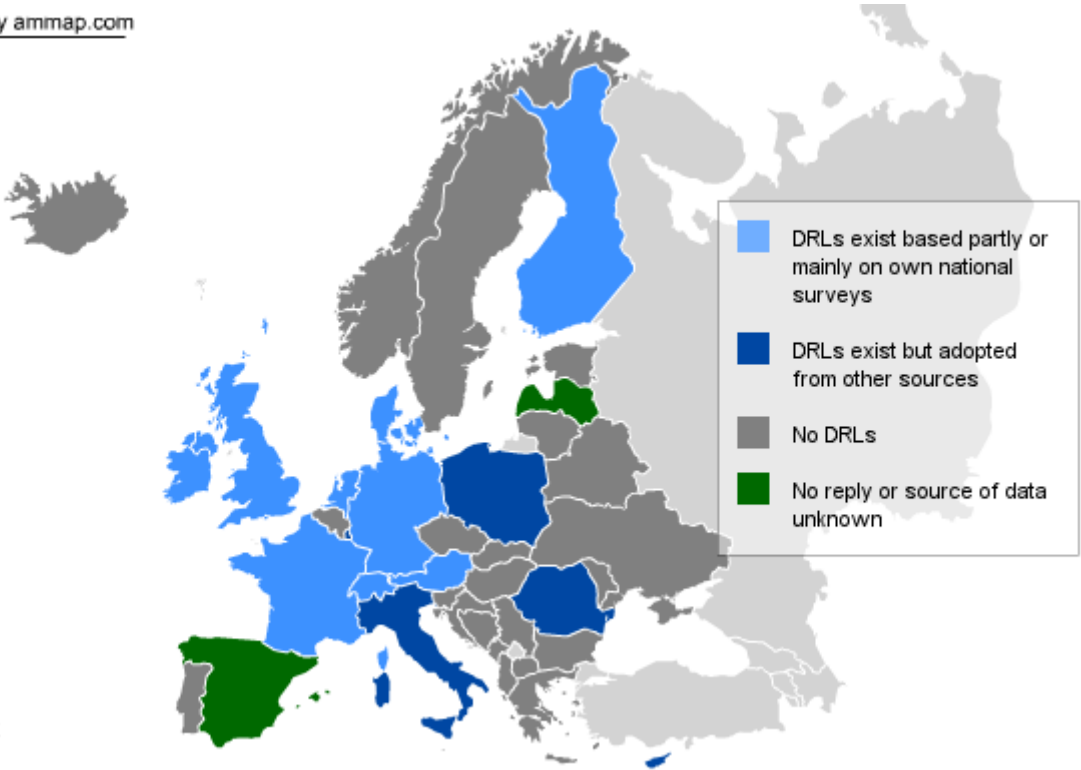 y ammap.com
DRLs exist based partly or
mainly on own national
surveys
DRLs exist but adopted
from other sources
No DRLs
No reply or source of data
unknown